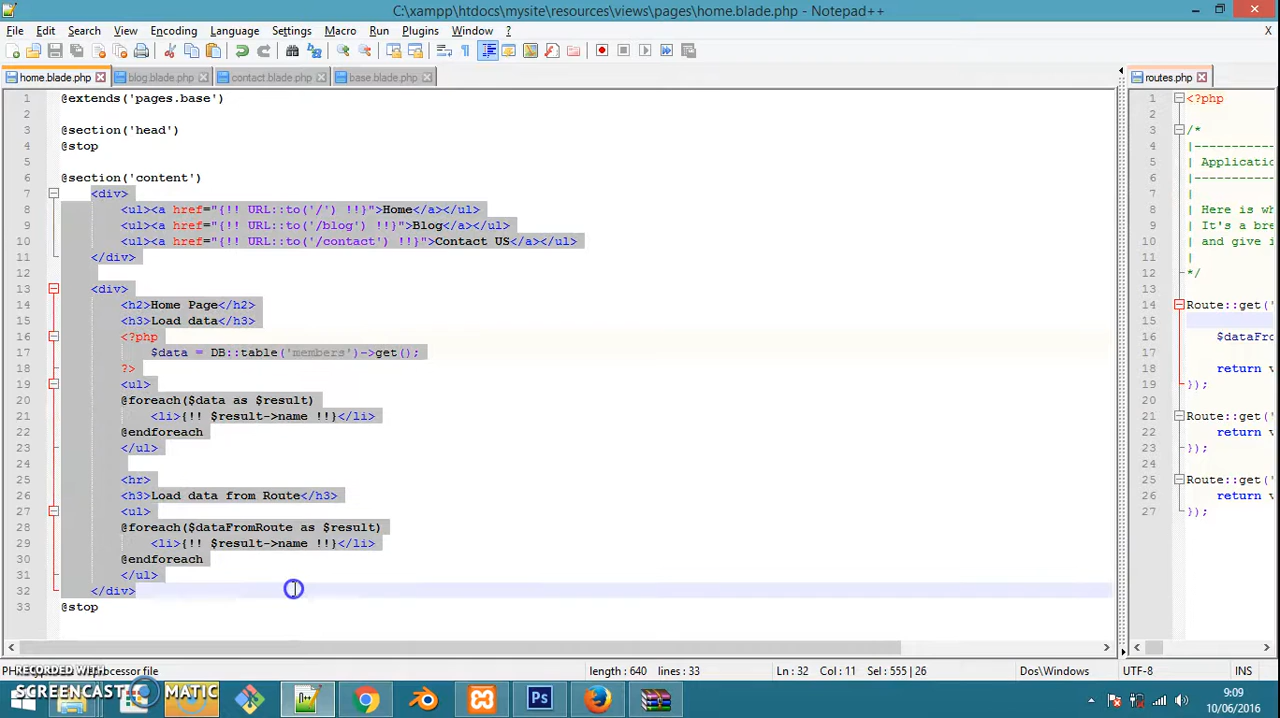 C:\xampp\htdocs\mysite\resources\views\pages\home.blade.php - Notepad++
File Edit Search View Encoding Language Settings Macro Run Plugins Window ? X
home.blade.php blog.blade.php contact.blade.php base.blade.php
1 @extends('pages.base')
2
3 @section('head')
4 @stop
5
6 @section('content')
7 <div>
8 <ul><a href="{!! URL::to('/') !!}">Home</a></ul>
9 <ul><a href="{!! URL::to('/blog') !!}">Blog</a></ul>
10 <ul><a href="{!! URL::to('/contact') !!}">Contact US</a></ul>
11 </div>
12
13 <div>
14 <h2>Home Page</h2>
15 <h3>Load data</h3>
16 <?php
17 $data = DB::table('members')->get();
18 ?>
19 <ul>
20 @foreach($data as $result)
21 <li>{!! $result->name !!}</li>
22 @endforeach
23 </ul>
24
25 <hr>
26 <h3>Load data from Route</h3>
27 <ul>
28 @foreach($dataFromRoute as $result)
29 <li>{!! $result->name !!}</li>
30 @endforeach
31 </ul>
32 </div>
33 @stop
routes.php
1 <?php
2
3 /*
4 |--------
5 | Applicatio
6 |--------
7 |
8 | Here is wh
9 | It's a bre
10 | and give i
11 |
12 */
13
14 Route::get('
15
16 $dataFro
17
18 return v
19 });
20
21 Route::get('
22 return v
23 });
24
25 Route::get('
26 return v
27 });
length : 640 lines : 33 Ln : 32 Col : 11 Sel : 555 | 26 Dos\Windows UTF-8 INS
RECORDED WITH
SCREENCAST MATIC
9:09
10/06/2016